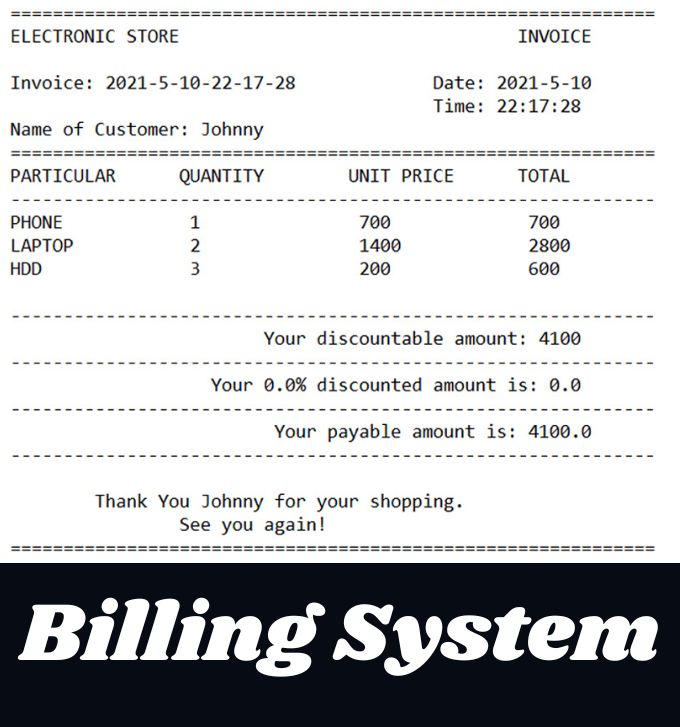 =============================================================
ELECTRONIC STORE                                INVOICE
Invoice: 2021-5-10-22-17-28             Date: 2021-5-10
                                        Time: 22:17:28
Name of Customer: Johnny
=============================================================
PARTICULAR      QUANTITY        UNIT PRICE      TOTAL
-------------------------------------------------------------
PHONE            1               700             700
LAPTOP           2               1400            2800
HDD              3               200             600
-------------------------------------------------------------
                        Your discountable amount: 4100
-------------------------------------------------------------
                   Your 0.0% discounted amount is: 0.0
-------------------------------------------------------------
                         Your payable amount is: 4100.0
-------------------------------------------------------------
        Thank You Johnny for your shopping.
                See you again!
=============================================================
Billing System